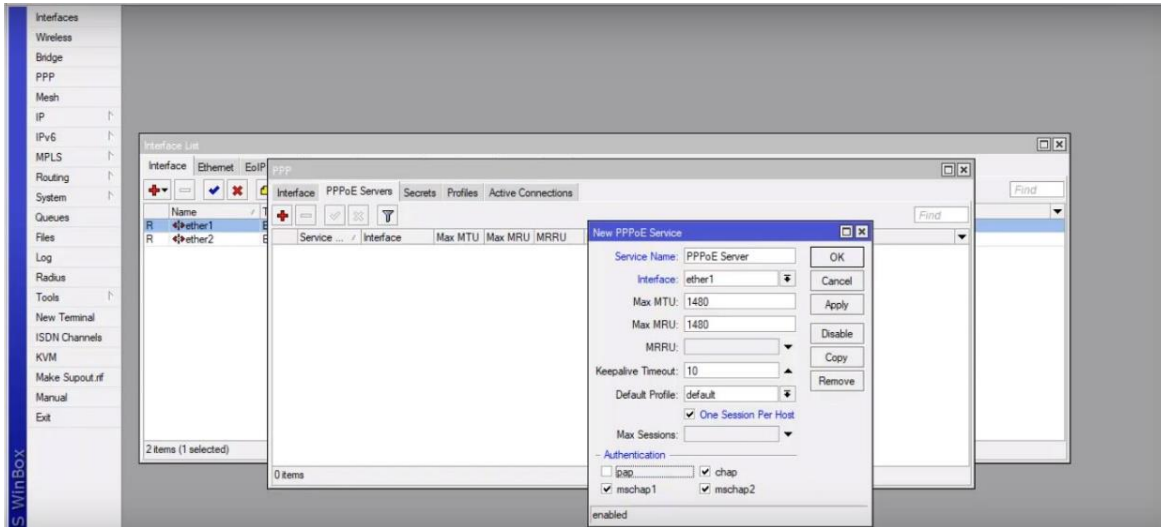 Interfaces
Wireless
Bridge
PPP
Mesh
IP
IPv6
MPLS
Routing
System
Queues
Files
Log
Radius
Tools
New Terminal
ISDN Channels
KVM
Make Supout.rif
Manual
Exit
S WinBox
Interface List
Interface Ethernet EoIP
Find
Name T
R ether1 E
R ether2 E
2 items (1 selected)
PPP
Interface PPPoE Servers Secrets Profiles Active Connections
Find
Service ... / Interface Max MTU Max MRU MRRU
0 items
New PPPoE Service
Service Name: PPPoE Server OK
Interface: ether1 Cancel
Max MTU: 1480 Apply
Max MRU: 1480 Disable
MRRU: Copy
Keepalive Timeout: 10 Remove
Default Profile: default
One Session Per Host
Max Sessions:
Authentication
pap chap
mschap1 mschap2
enabled